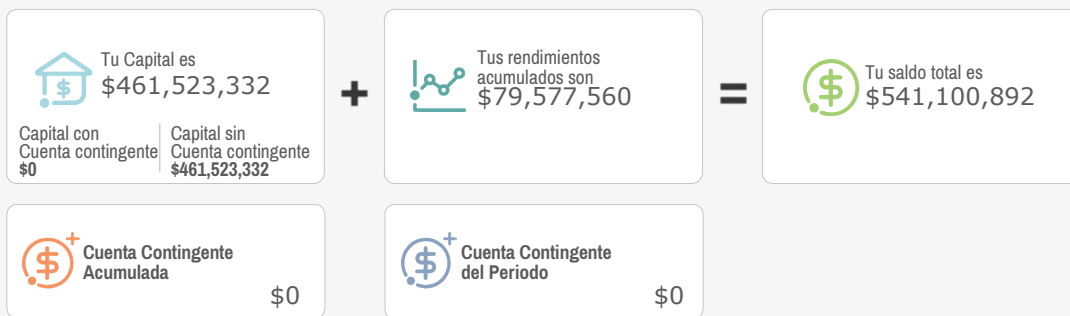 Tu Capital es
$461,523,332
Capital con
Cuenta contingente
$0
Capital sin
Cuenta contingente
$461,523,332
+
Tus rendimientos
acumulados son
$79,577,560
=
Tu saldo total es
$541,100,892
Cuenta Contingente
Acumulada
$0
Cuenta Contingente
del Periodo
$0